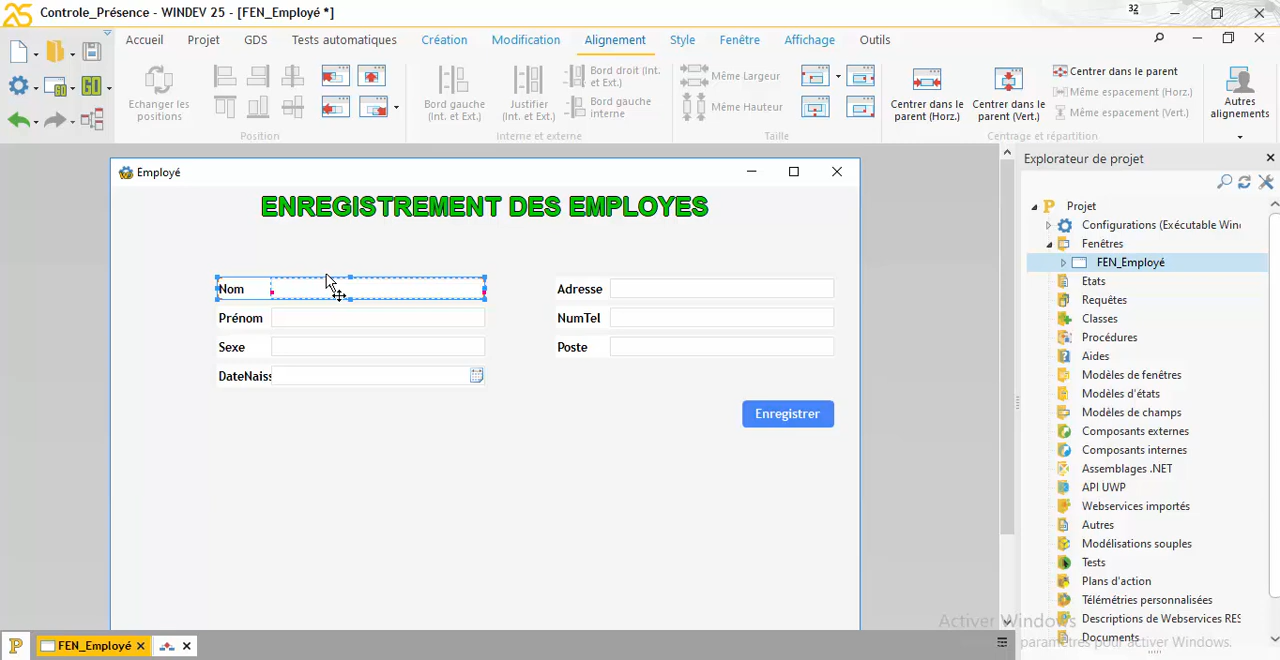 25
Controle_Présence - WINDEV 25 - [FEN_Employé *]
32
Accueil Projet GDS Tests automatiques Création Modification Alignement Style Fenêtre Affichage Outils
Echanger les positions
Position
Bord gauche (Int. et Ext.)
Justifier (Int. et Ext.)
Bord droit (Int. et Ext.)
Bord gauche interne
Interne et externe
Même Largeur
Même Hauteur
Taille
Centrer dans le parent (Horz.)
Centrer dans le parent (Vert.)
Centrer dans le parent
Même espacement (Horz.)
Même espacement (Vert.)
Centrage et répartition
Autres alignements
Employé
ENREGISTREMENT DES EMPLOYES
Nom
Prénom
Sexe
DateNaiss
Adresse
NumTel
Poste
Enregistrer
Explorateur de projet
Projet
Configurations (Exécutable Win
Fenêtres
FEN_Employé
Etats
Requêtes
Classes
Procédures
Aides
Modèles de fenêtres
Modèles d'états
Modèles de champs
Composants externes
Composants internes
Assemblages .NET
API UWP
Webservices importés
Autres
Modélisations souples
Tests
Plans d'action
Télémétries personnalisées
Descriptions de Webservices RES
Documents
Activer Windows
paramètres pour activer Windows.
FEN_Employé